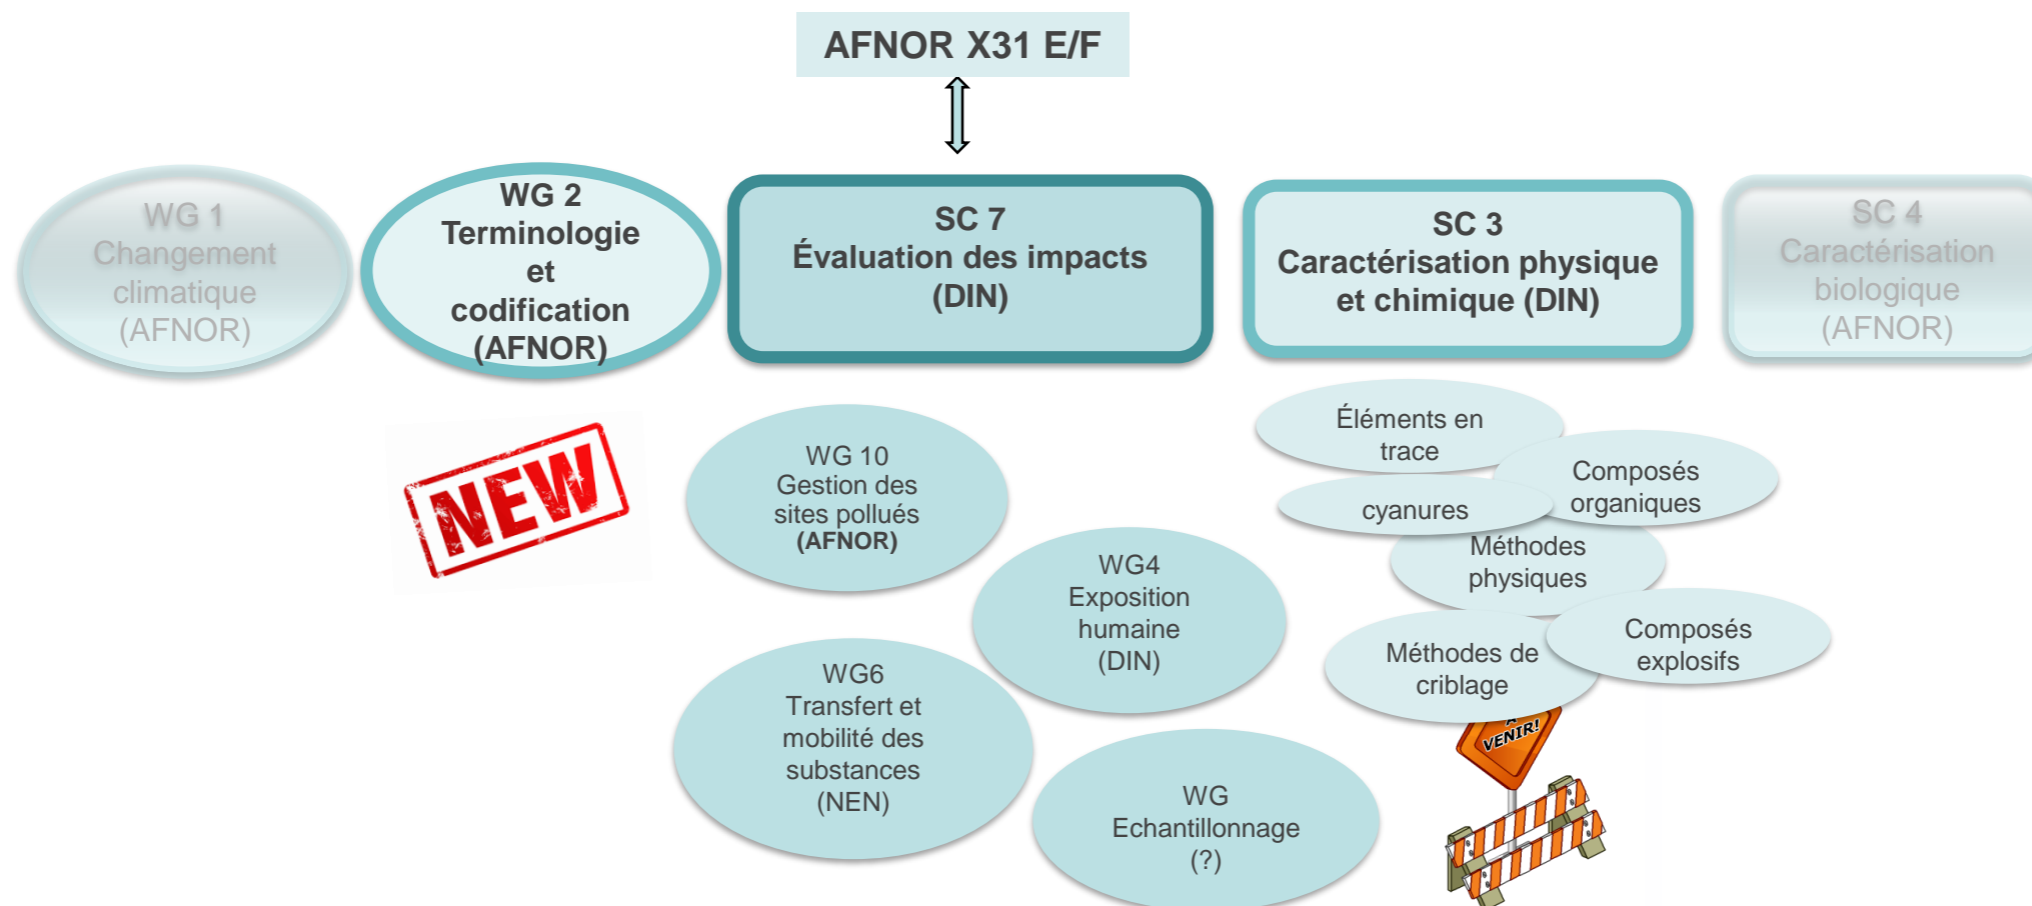 AFNOR X31 E/F
WG 1
Changement
climatique
(AFNOR)
WG 2
Terminologie
et
codification
(AFNOR)
SC 7
Évaluation des impacts
(DIN)
SC 3
Caractérisation physique
et chimique (DIN)
SC 4
Caractérisation
biologique
(AFNOR)
NEW
WG 10
Gestion des
sites pollués
(AFNOR)
WG4
Exposition
humaine
(DIN)
WG6
Transfert et
mobilité des
substances
(NEN)
WG
Echantillonnage
(?)
Éléments en
trace
Composés
organiques
cyanures
Méthodes
physiques
Composés
explosifs
Méthodes de
criblage
VENIR!